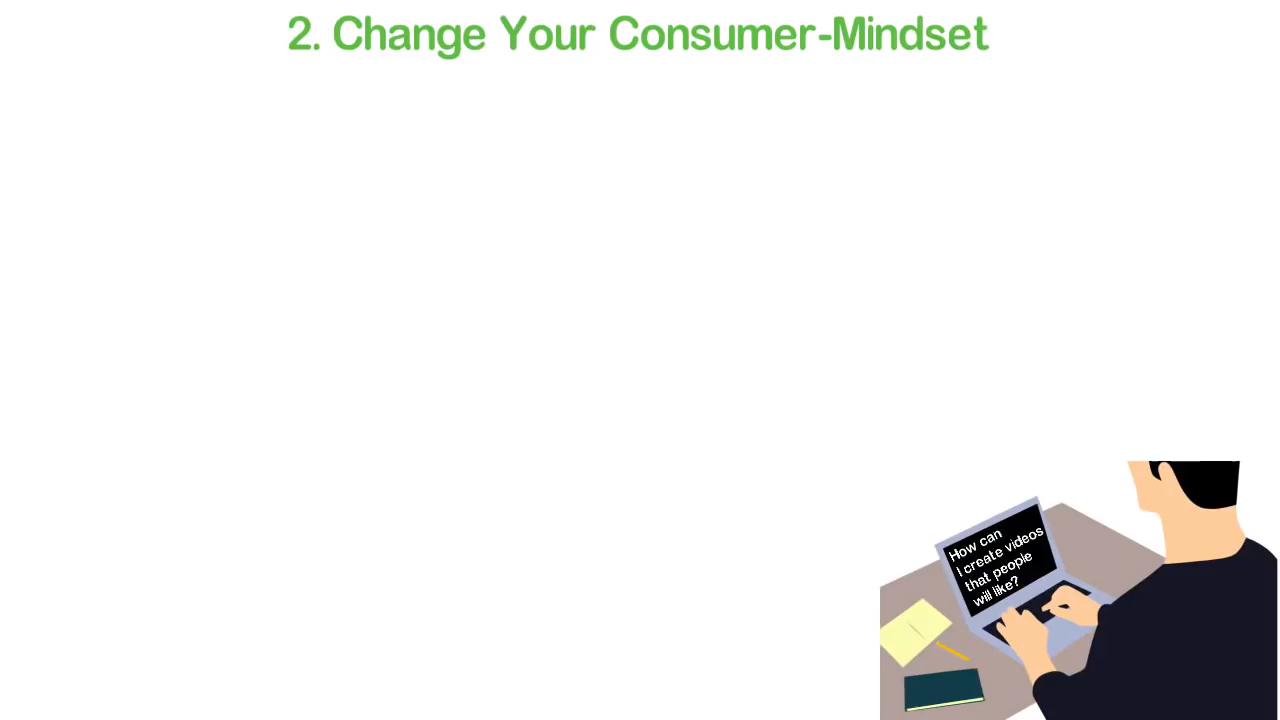 2. Change Your Consumer-Mindset
How can
I create videos
that people
will like?